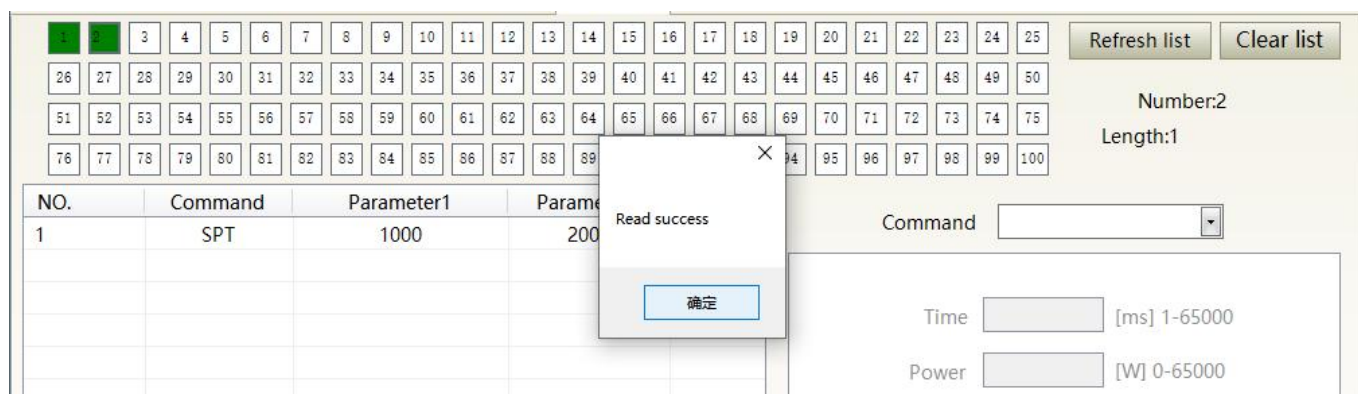 1 2 3 4 5 6 7 8 9 10 11 12 13 14 15 16 17 18 19 20 21 22 23 24 25
Refresh list Clear list
26 27 28 29 30 31 32 33 34 35 36 37 38 39 40 41 42 43 44 45 46 47 48 49 50
Number:2
51 52 53 54 55 56 57 58 59 60 61 62 63 64 65 66 67 68 69 70 71 72 73 74 75
Length:1
76 77 78 79 80 81 82 83 84 85 86 87 88 89 94 95 96 97 98 99 100
NO. Command Parameter1 Parame
1 SPT 1000 200
Read success
确定
Command
Time [ms] 1-65000
Power [W] 0-65000